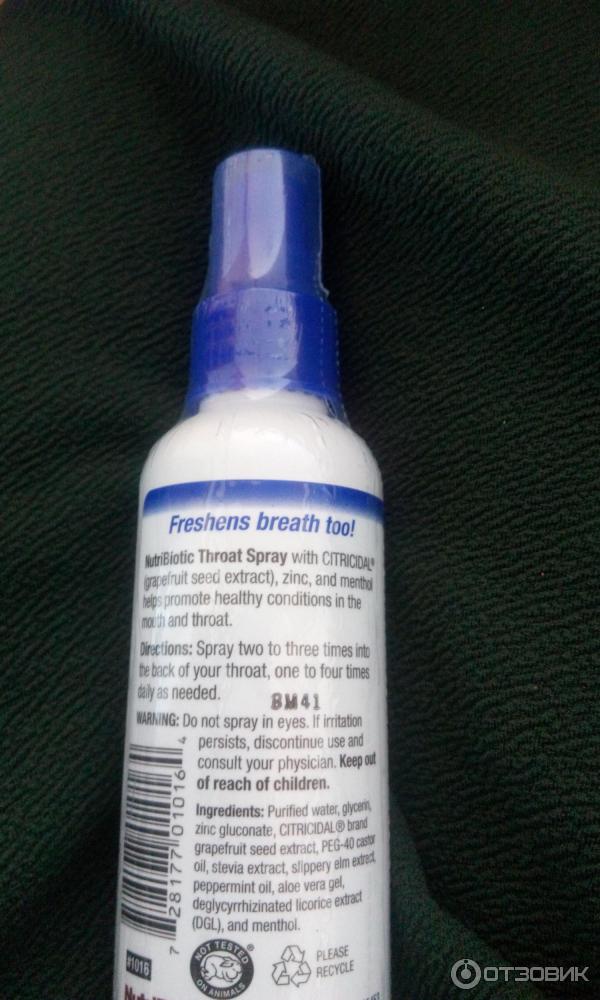 Freshens breath too!
NutriBiotic Throat Spray with CITRICIDAL®
(grapefruit seed extract), zinc, and menthol
helps promote healthy conditions in the
mouth and throat.
Directions: Spray two to three times into
the back of your throat, one to four times
daily as needed.
8M41
WARNING: Do not spray in eyes. If irritation
persists, discontinue use and
consult your physician. Keep out
of reach of children.
Ingredients: Purified water, glycerin,
zinc gluconate, CITRICIDAL® brand
grapefruit seed extract, PEG-40 castor
oil, stevia extract, slippery elm extract,
peppermint oil, aloe vera gel,
deglycyrrhizinated licorice extract
(DGL), and menthol.
7 28177 01016 4
#1016
NOT TESTED
ON ANIMALS
®
PLEASE
RECYCLE
ОТЗОВИК